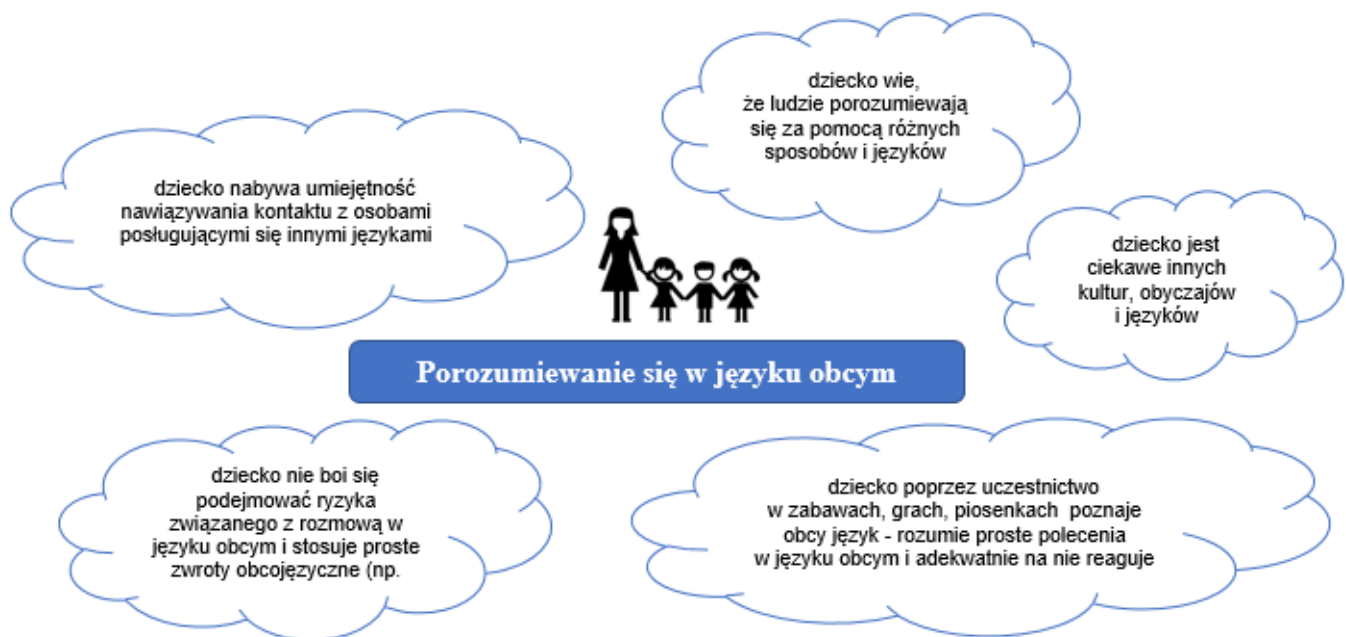 dziecko wie,
że ludzie porozumiewają
się za pomocą różnych
sposobów i języków
dziecko nabywa umiejętność
nawiązywania kontaktu z osobami
posługującymi się innymi językami
dziecko jest
ciekawe innych
kultur, obyczajów
i języków
Porozumiewanie się w języku obcym
dziecko nie boi się
podejmować ryzyka
związanego z rozmową w
języku obcym i stosuje proste
zwroty obcojęzyczne (np.
dziecko poprzez uczestnictwo
w zabawach, grach, piosenkach poznaje
obcy język - rozumie proste polecenia
w języku obcym i adekwatnie na nie reaguje